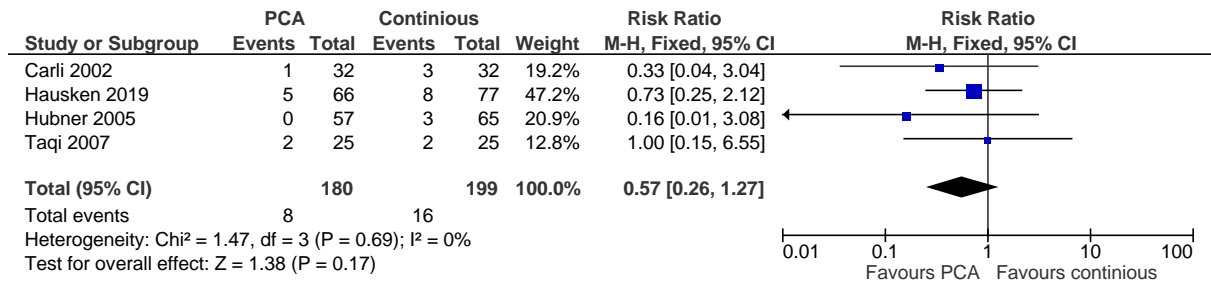 PCA Continious Risk Ratio Risk Ratio
Study or Subgroup Events Total Events Total Weight M-H, Fixed, 95% CI M-H, Fixed, 95% CI
Carli 2002 1 32 3 32 19.2% 0.33 [0.04, 3.04]
Hausken 2019 5 66 8 77 47.2% 0.73 [0.25, 2.12]
Hubner 2005 0 57 3 65 20.9% 0.16 [0.01, 3.08]
Taqi 2007 2 25 2 25 12.8% 1.00 [0.15, 6.55]
Total (95% CI) 180 199 100.0% 0.57 [0.26, 1.27]
Total events 8 16
Heterogeneity: Chi² = 1.47, df = 3 (P = 0.69); I² = 0%
Test for overall effect: Z = 1.38 (P = 0.17)
0.01 0.1 1 10 100
Favours PCA Favours continious